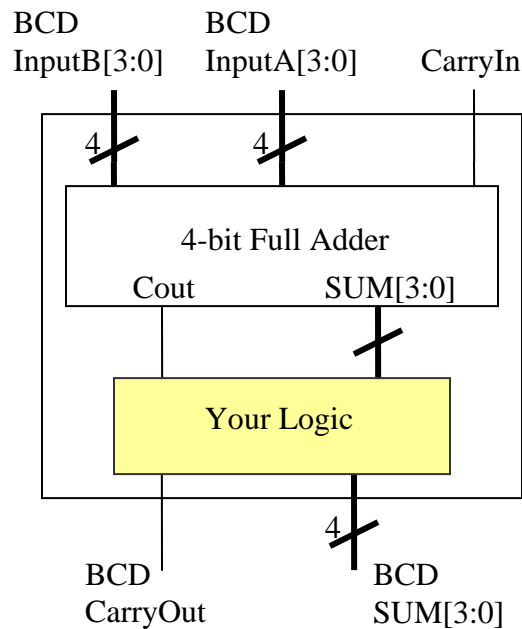 BCD
InputB[3:0]
BCD
InputA[3:0]
CarryIn
4
4
4-bit Full Adder
Cout
SUM[3:0]
Your Logic
4
BCD
CarryOut
BCD
SUM[3:0]